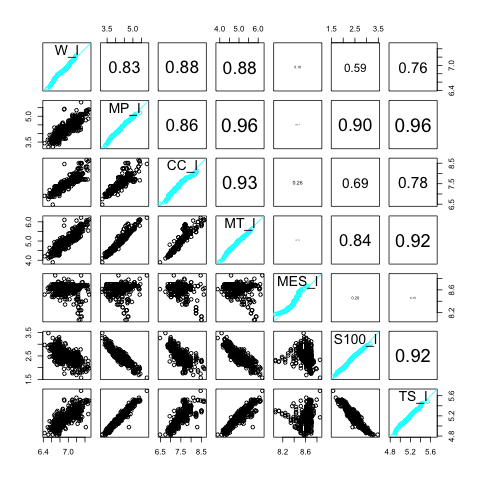 3.5 5.0 4.0 5.0 6.0 1.5 2.5 3.5
W_I 0.83 0.88 0.88 0.59 0.76 6.4 7.0
3.5 5.0 MP_I 0.86 0.96 0.90 0.96
CC_I 0.93 0.26 0.69 0.78 6.5 7.5 8.5
4.0 5.0 6.0 MT_I 0.84 0.92
MES_I 0.20 8.2 8.6
1.5 2.5 3.5 S100_I 0.92
TS_I 4.8 5.2 5.6
6.4 7.0 6.5 7.5 8.5 8.2 8.6 4.8 5.2 5.6